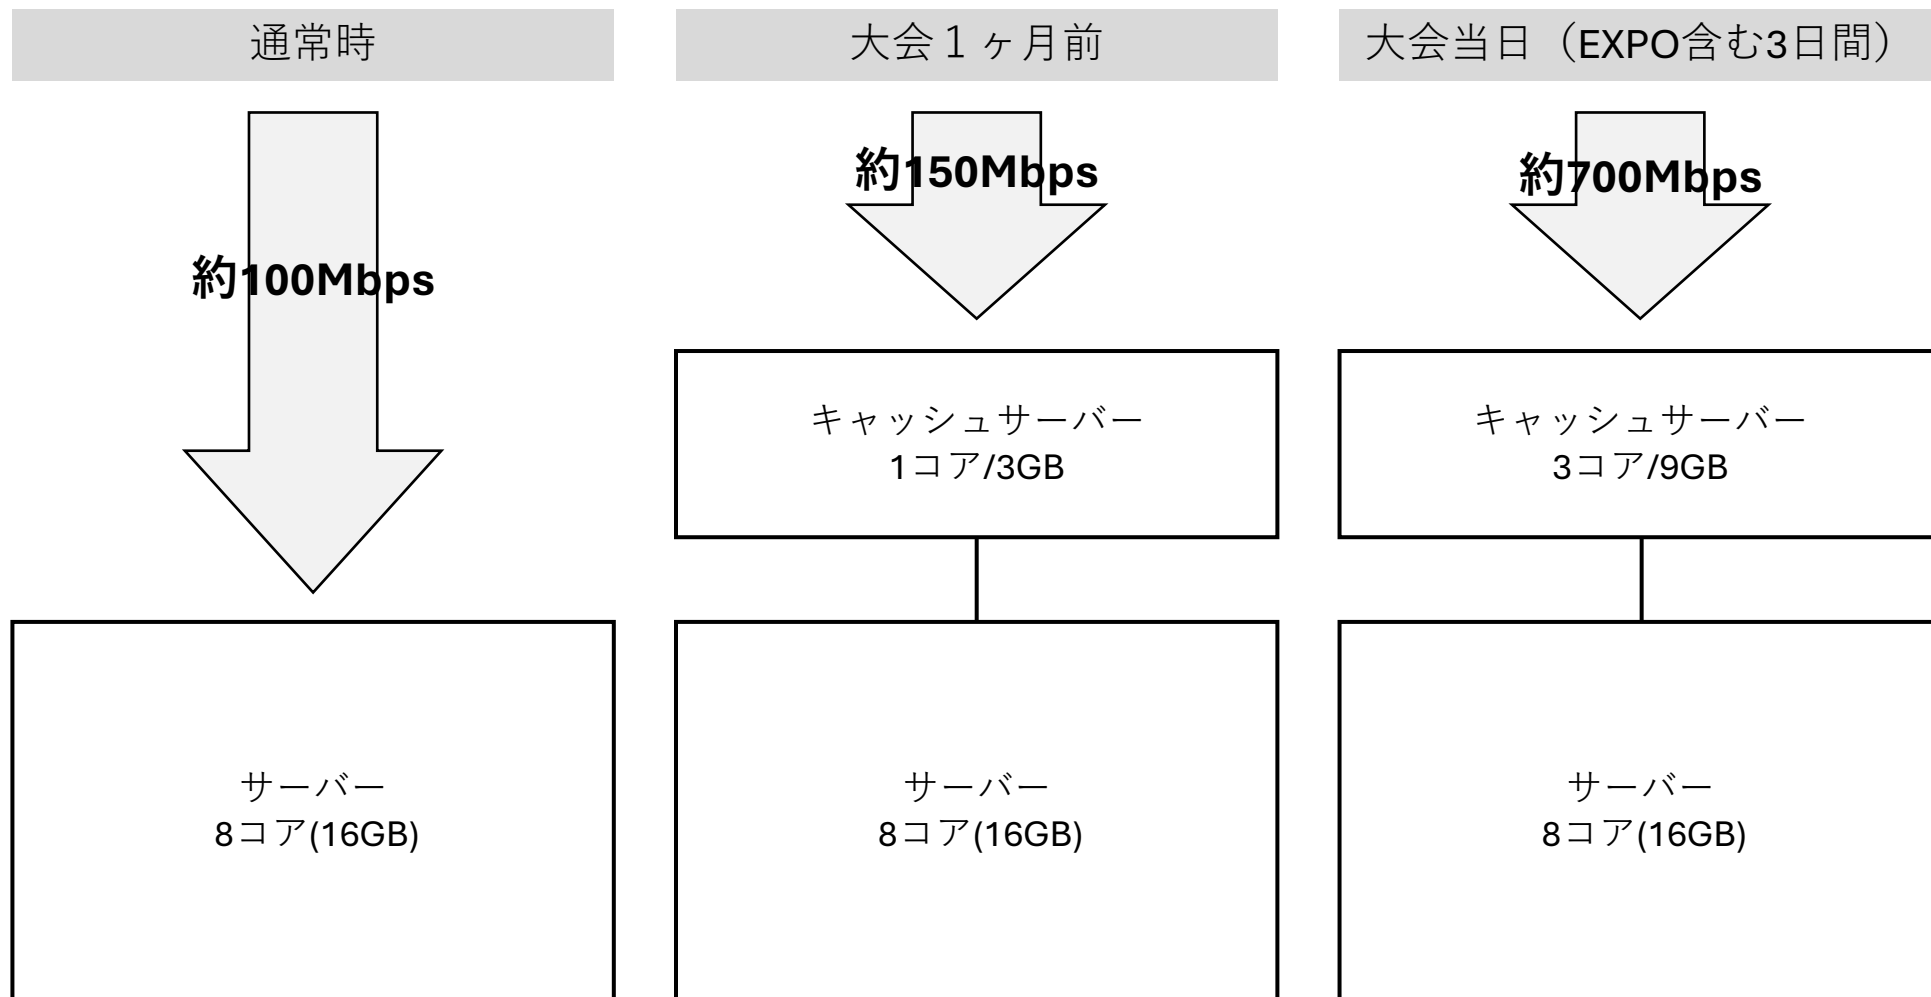 通常時
約100Mbps
サーバー
8コア(16GB)
大会１ヶ月前
約150Mbps
キャッシュサーバー
1コア/3GB
サーバー
8コア(16GB)
大会当日（EXPO含む3日間）
約700Mbps
キャッシュサーバー
3コア/9GB
サーバー
8コア(16GB)